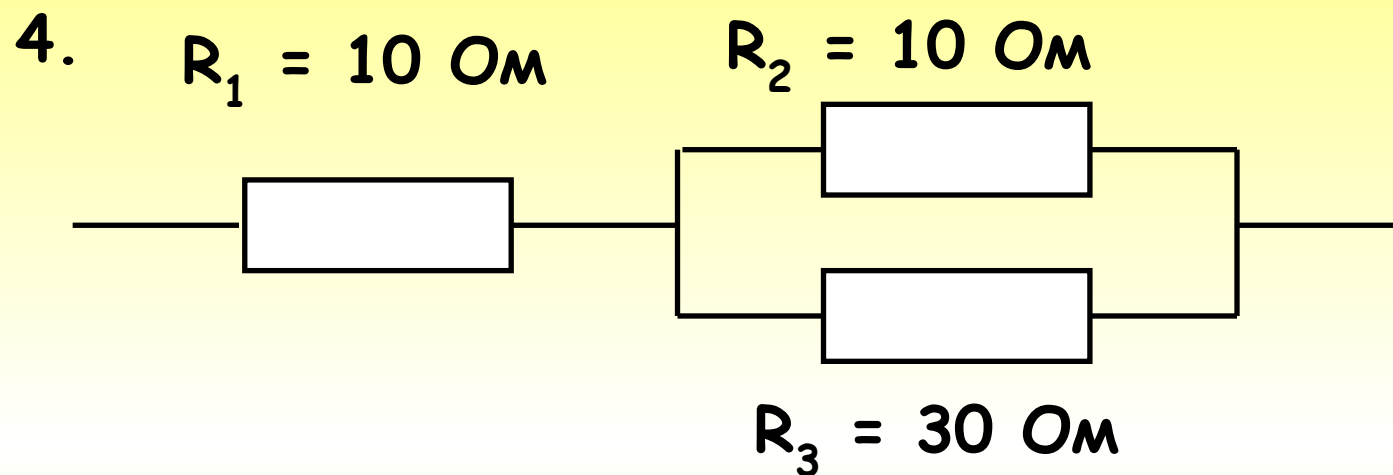 4.
R₁ = 10 Ом
R₂ = 10 Ом
R₃ = 30 Ом